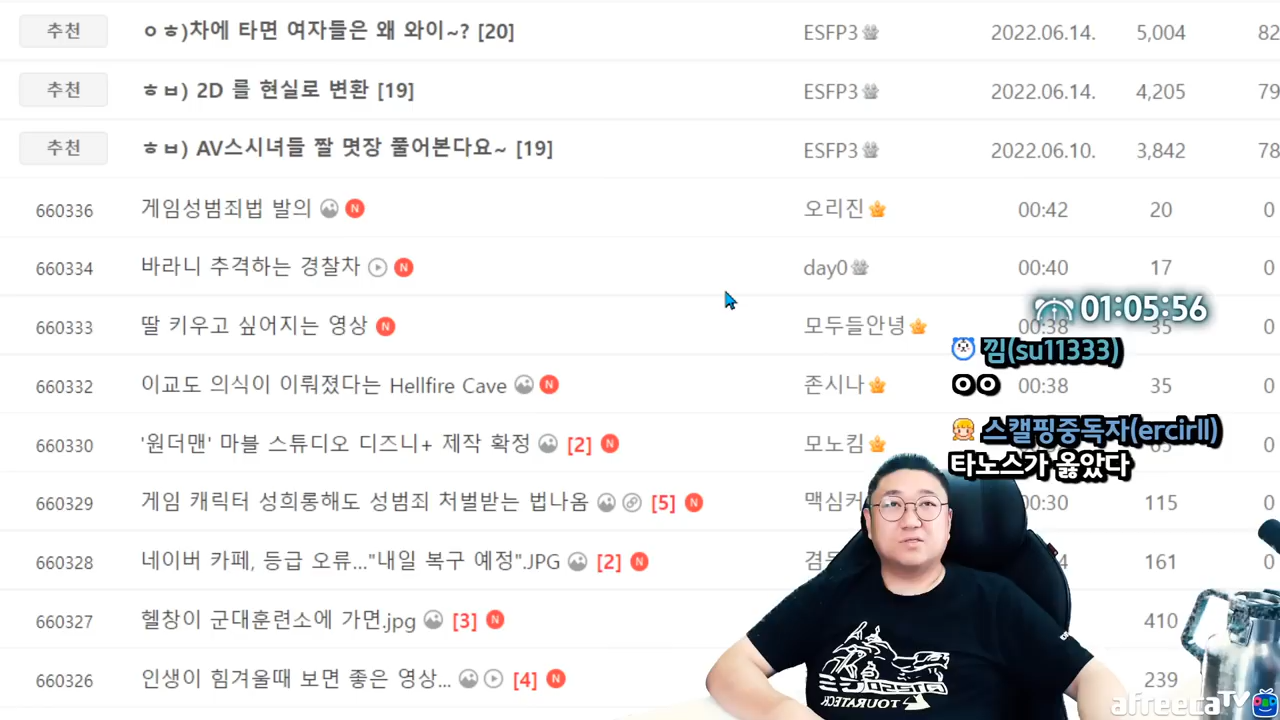 추천 ㅇㅎ)차에 타면 여자들은 왜 와이~? [20] ESFP3 2022.06.14. 5,004 82
추천 ㅎㅂ) 2D 를 현실로 변환 [19] ESFP3 2022.06.14. 4,205 79
추천 ㅎㅂ) AV스시녀들 짤 몃장 풀어본다요~ [19] ESFP3 2022.06.10. 3,842 78
660336 게임성범죄법 발의 N 오리진 00:42 20 0
660334 바라니 추격하는 경찰차 N day0 00:40 17 0
01:05:56
660333 딸 키우고 싶어지는 영상 N 모두들안녕 00:38 35 0
낌(su11333)
660332 이교도 의식이 이뤄졌다는 Hellfire Cave N 존시나 00:38 35 0
ㅇㅇ
스캘핑중독자(ercirll)
660330 '원더맨' 마블 스튜디오 디즈니+ 제작 확정 [2] N 모노킴 0
타노스가 옳았다
660329 게임 캐릭터 성희롱해도 성범죄 처벌받는 법나옴 [5] N 맥심커 00:30 115 0
660328 네이버 카페, 등급 오류..."내일 복구 예정".JPG [2] N 4 161 0
660327 헬창이 군대훈련소에 가면.jpg [3] N 410
660326 인생이 힘겨울때 보면 좋은 영상... [4] N 239
TOURATECH
afreecaTV